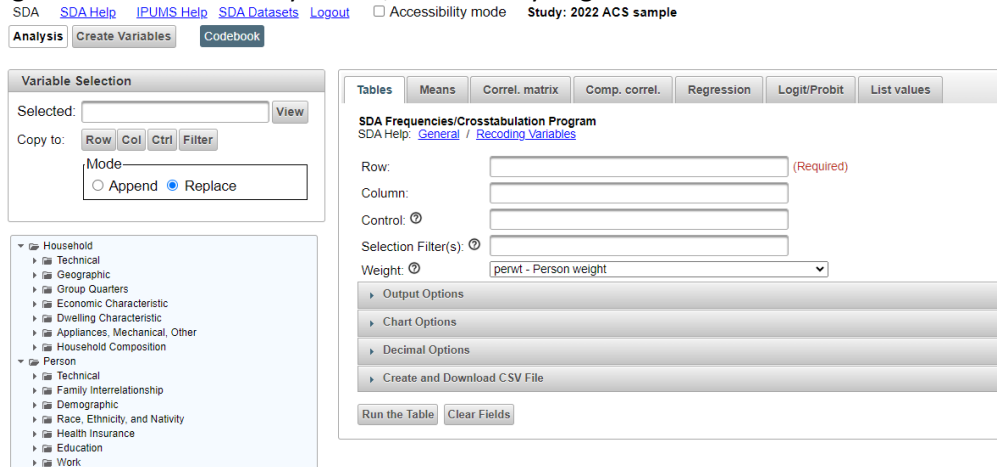 SDA SDA Help IPUMS Help SDA Datasets Logout Accessibility mode Study: 2022 ACS sample
Analysis Create Variables Codebook
Variable Selection
Selected: View
Copy to: Row Col Ctrl Filter
Mode
Append Replace
Household
Technical
Geographic
Group Quarters
Economic Characteristic
Dwelling Characteristic
Appliances, Mechanical, Other
Household Composition
Person
Technical
Family Interrelationship
Demographic
Race, Ethnicity, and Nativity
Health Insurance
Education
Work
Tables Means Correl. matrix Comp. correl. Regression Logit/Probit List values
SDA Frequencies/Crosstabulation Program
SDA Help: General / Recoding Variables
Row: (Required)
Column:
Control: ?
Selection Filter(s): ?
Weight: ? perwt - Person weight
Output Options
Chart Options
Decimal Options
Create and Download CSV File
Run the Table Clear Fields